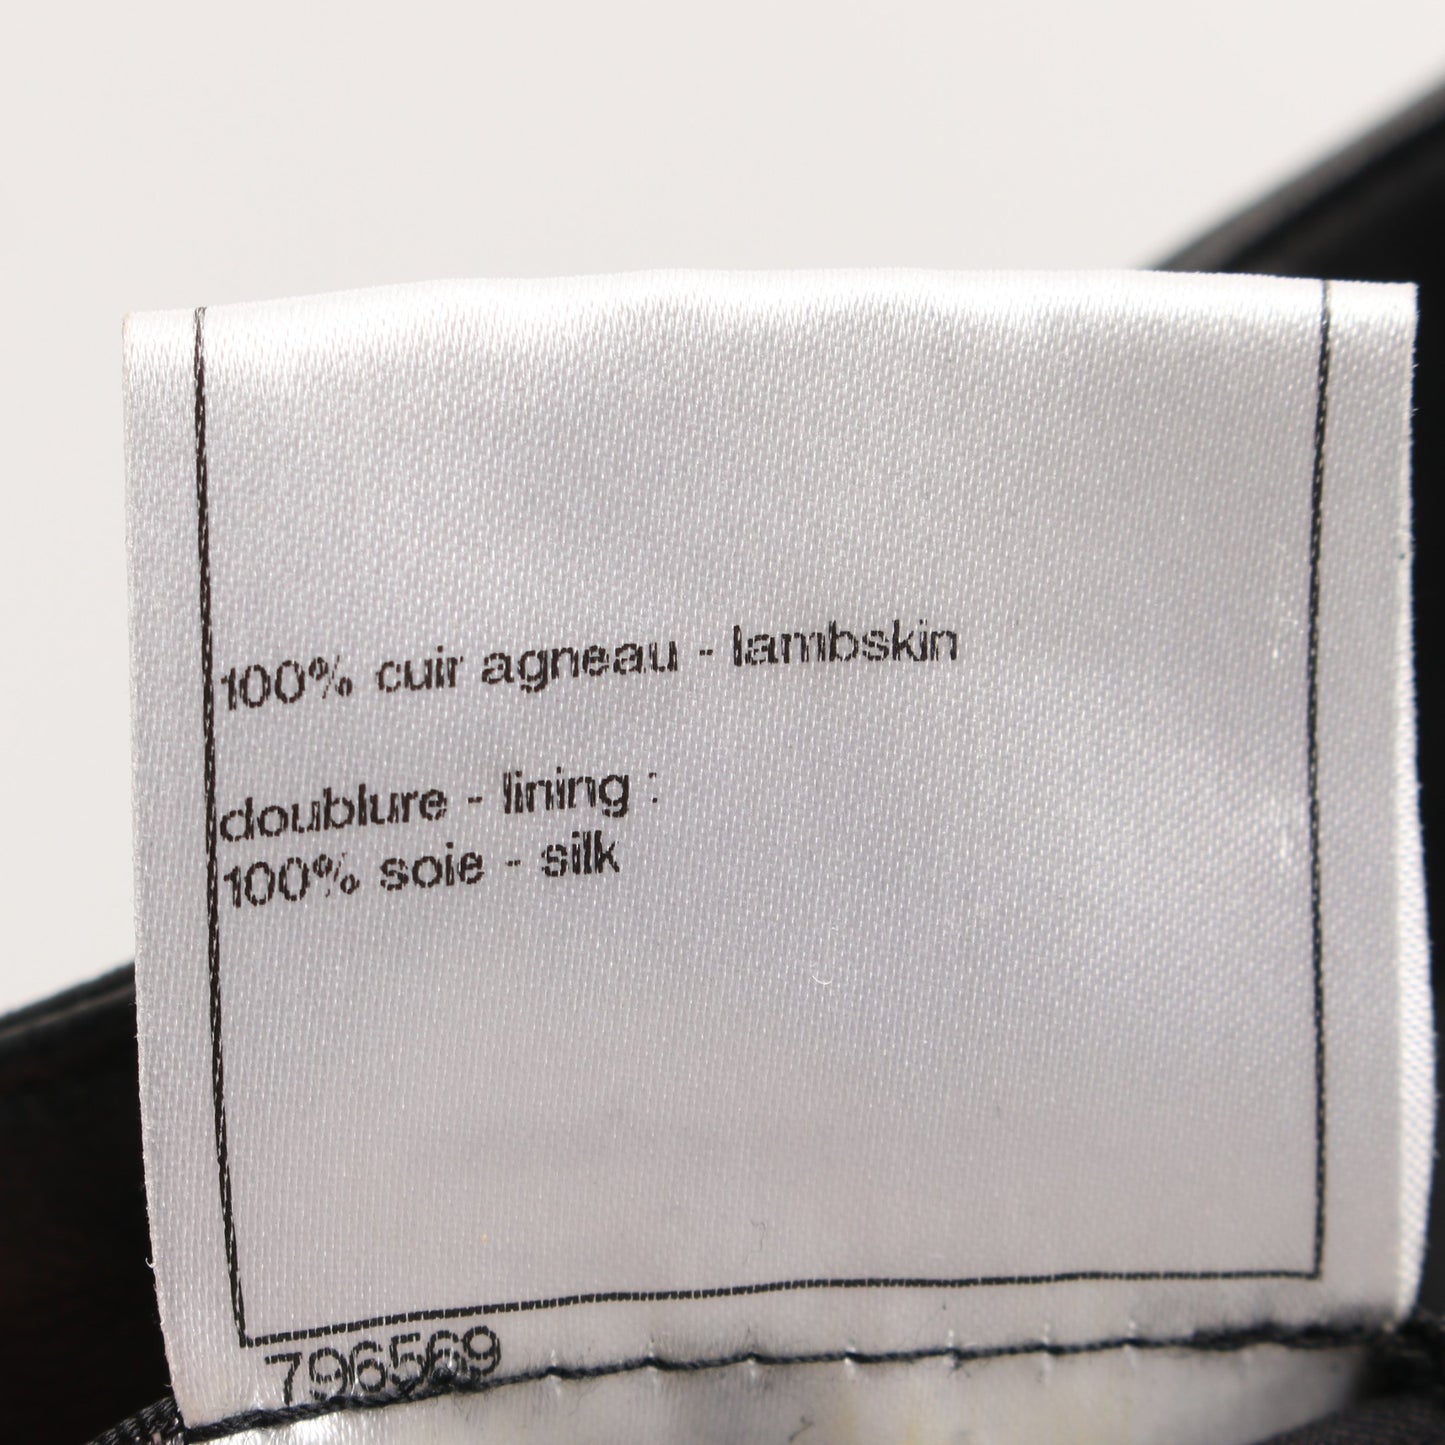 100% cuir agneau - lambskin
doublure - lining :
100% soie - silk
796569